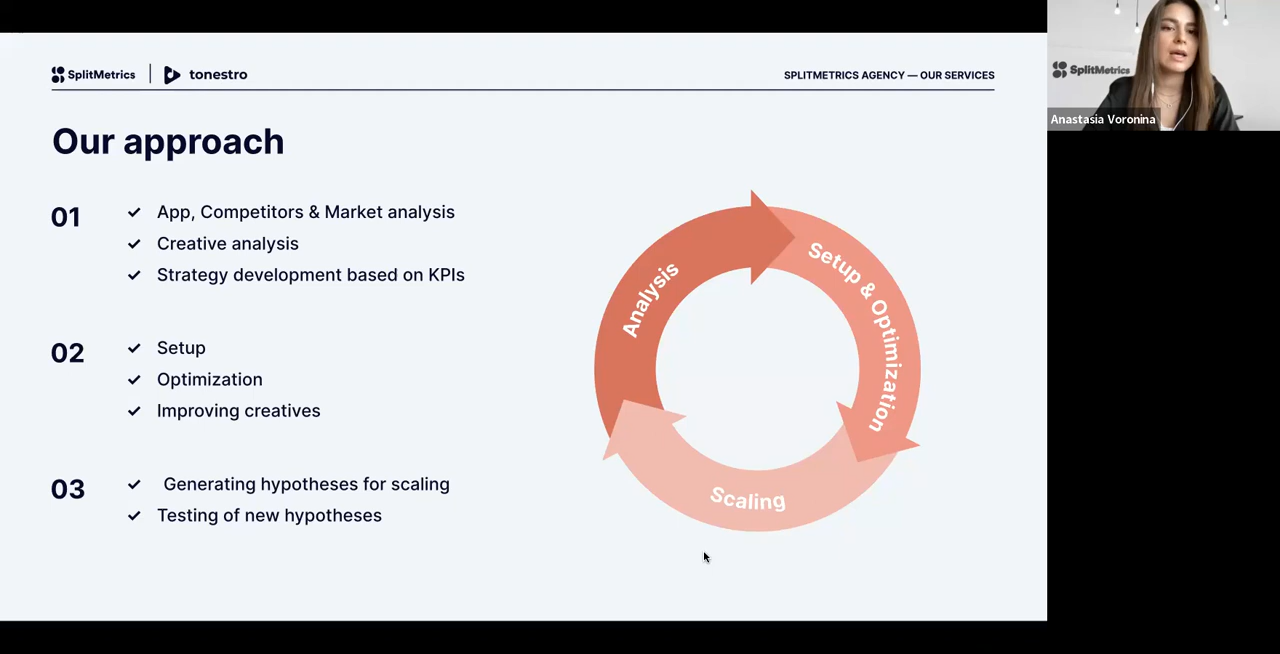 SplitMetrics
tonestro
SPLITMETRICS AGENCY — OUR SERVICES
Our approach
01
App, Competitors & Market analysis
Creative analysis
Strategy development based on KPIs
02
Setup
Optimization
Improving creatives
03
Generating hypotheses for scaling
Testing of new hypotheses
Analysis
Setup & Optimization
Scaling
SplitMetrics
Anastasia Voronina